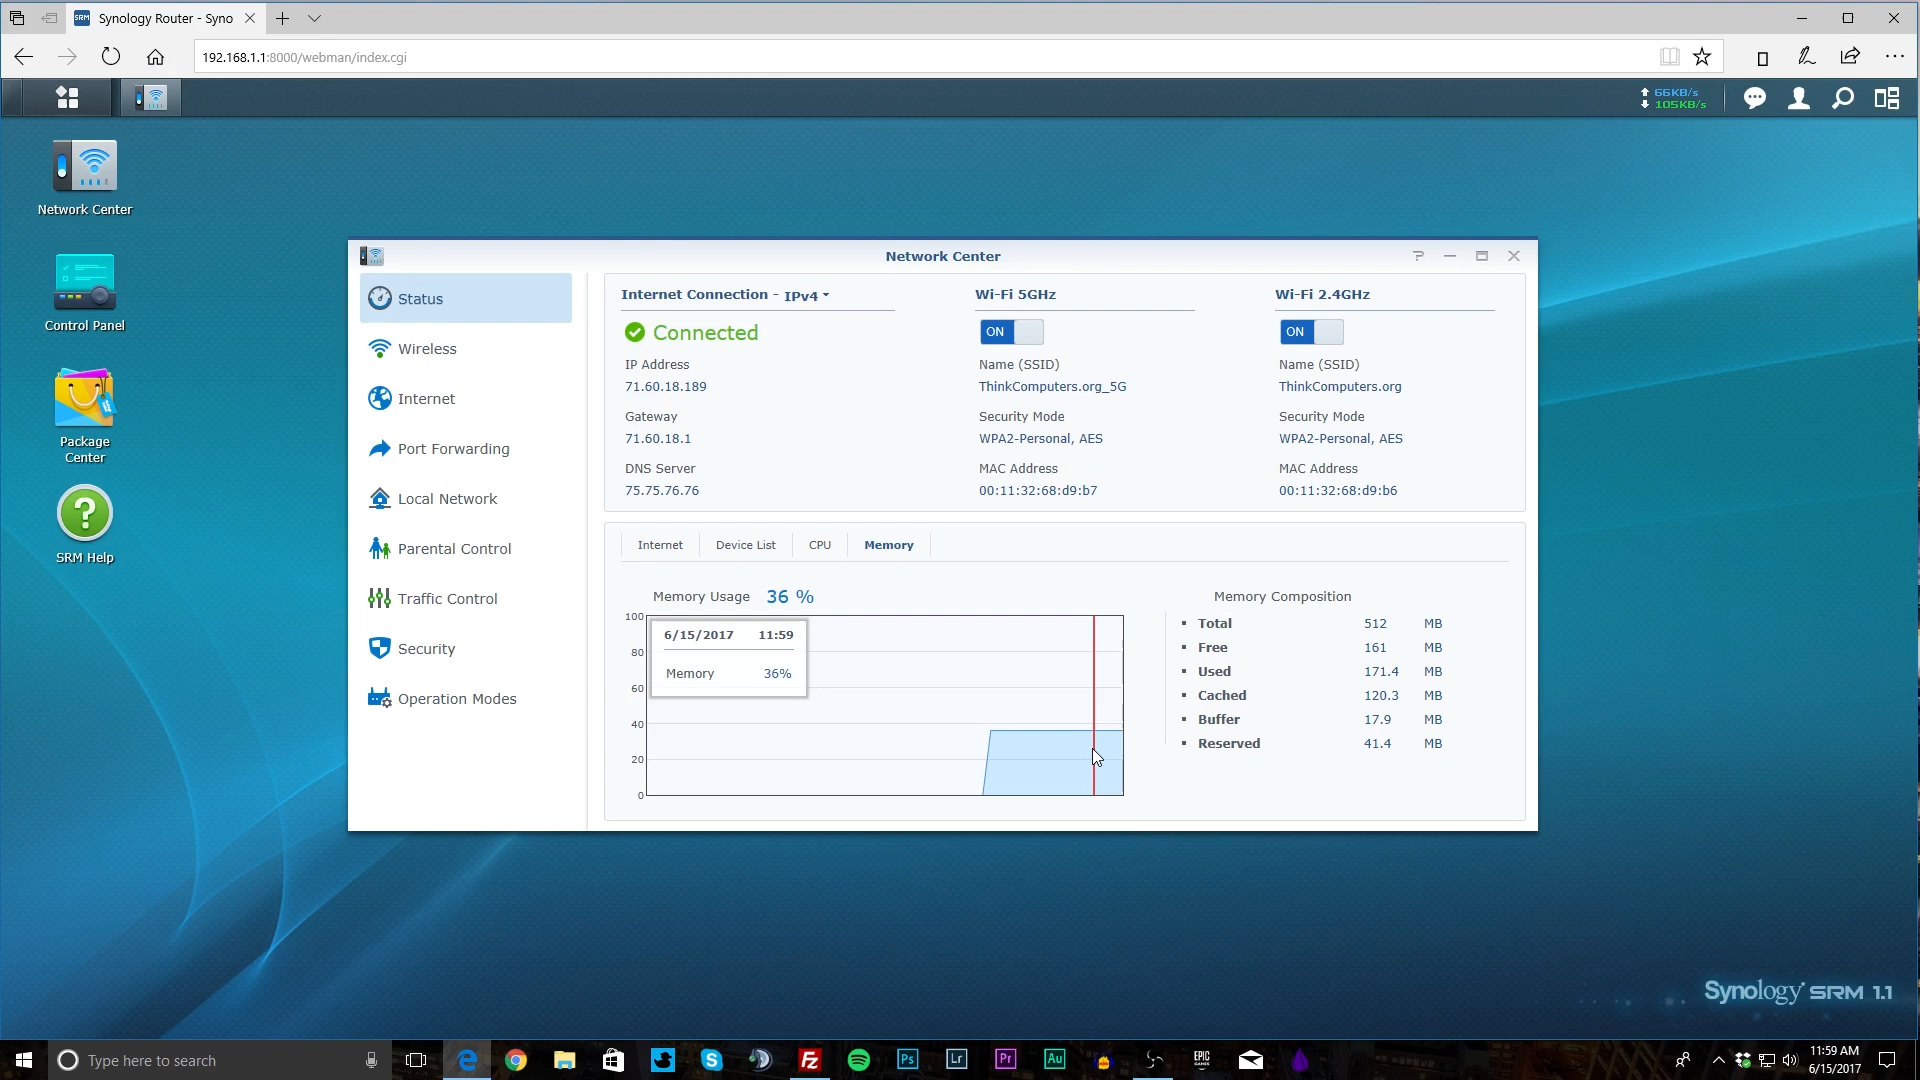 SRM Synology Router - Syno
192.168.1.1:8000/webman/index.cgi
66KB/s
105KB/s
Network Center
Control Panel
Package
Center
SRM Help
Network Center
Status
Wireless
Internet
Port Forwarding
Local Network
Parental Control
Traffic Control
Security
Operation Modes
Internet Connection - IPv4
Connected
IP Address
71.60.18.189
Gateway
71.60.18.1
DNS Server
75.75.76.76
Wi-Fi 5GHz
ON
Name (SSID)
ThinkComputers.org_5G
Security Mode
WPA2-Personal, AES
MAC Address
00:11:32:68:d9:b7
Wi-Fi 2.4GHz
ON
Name (SSID)
ThinkComputers.org
Security Mode
WPA2-Personal, AES
MAC Address
00:11:32:68:d9:b6
Internet Device List CPU Memory
Memory Usage 36 %
100
80
60
40
20
0
6/15/2017 11:59
Memory 36%
Memory Composition
Total 512 MB
Free 161 MB
Used 171.4 MB
Cached 120.3 MB
Buffer 17.9 MB
Reserved 41.4 MB
Synology SRM 1.1
Type here to search
Fz
Ps
Lr
Pr
Au
EPIC
GAMES
11:59 AM
6/15/2017